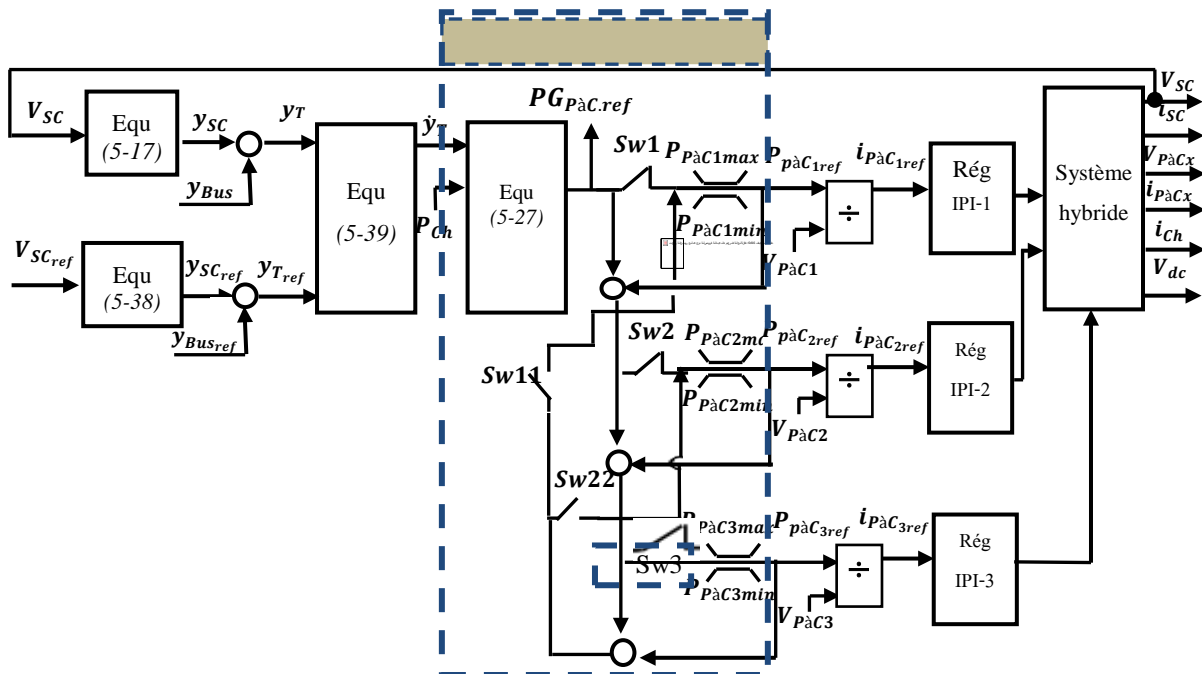 PG_PàC.ref
V_SC
Equ
(5-17)
y_SC
y_T
y_Bus
V_SCref
Equ
(5-38)
y_SCref
y_Tref
y_Busref
Equ
(5-39)
ẏ_T
P_Ch
Equ
(5-27)
Sw1
P_PàC1max
P_pàC1ref
i_PàC1ref
P_PàC1min
V_PàC1
÷
Rég
IPI-1
Système
hybride
V_SC
i_SC
V_PàCx
i_PàCx
i_Ch
V_dc
Sw2
P_PàC2ma
P_pàC2ref
i_PàC2ref
P_PàC2min
V_PàC2
÷
Rég
IPI-2
Sw11
Sw22
P_PàC3max
P_pàC3ref
i_PàC3ref
Sw3
P_PàC3min
V_PàC3
÷
Rég
IPI-3